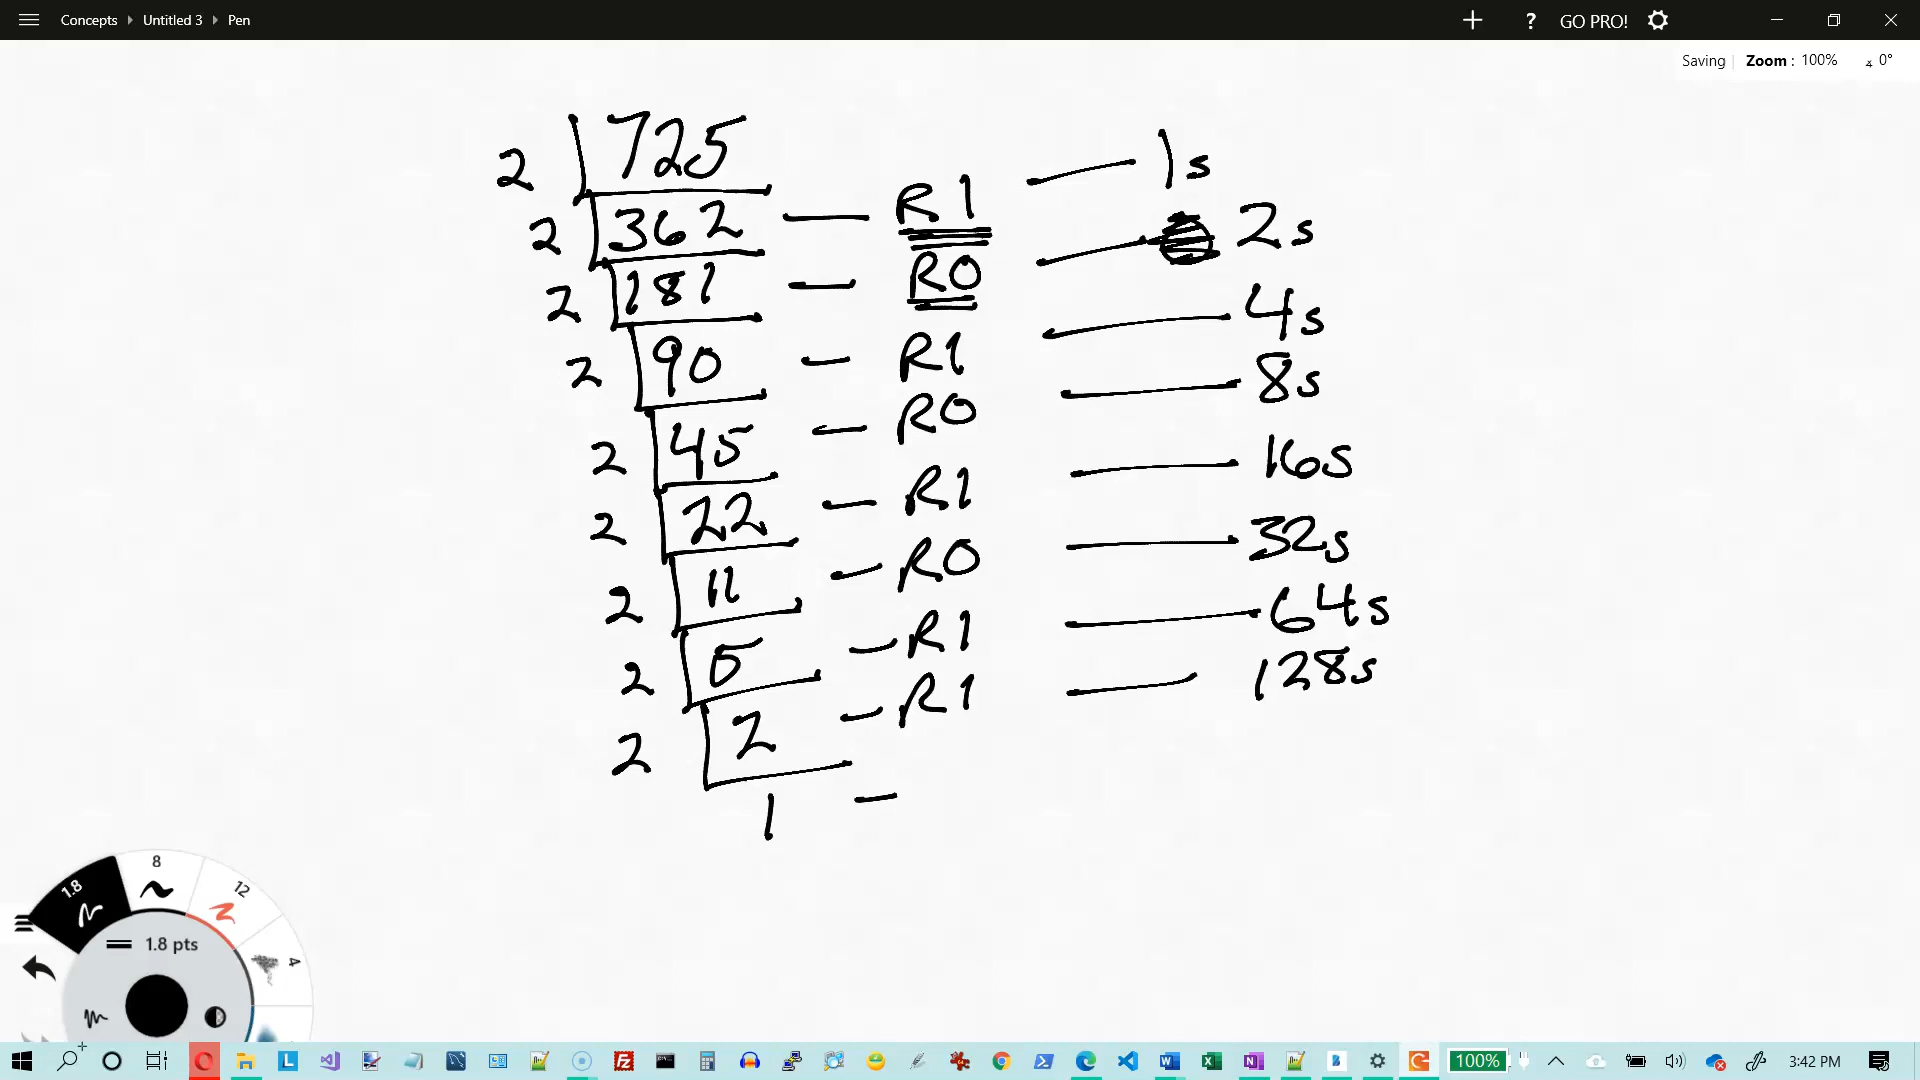 Concepts Untitled 3 Pen
? GO PRO!
Saving Zoom : 100% 0°
2 725
1s
2 362 — R1
2s
2 181 — R0
4s
2 90 — R1
8s
2 45 — R0
16s
2 22 — R1
32s
2 11 — R0
64s
2 5 — R1
128s
2 2 — R1
1 —
8
1.8
12
1.8 pts
4
100%
3:42 PM